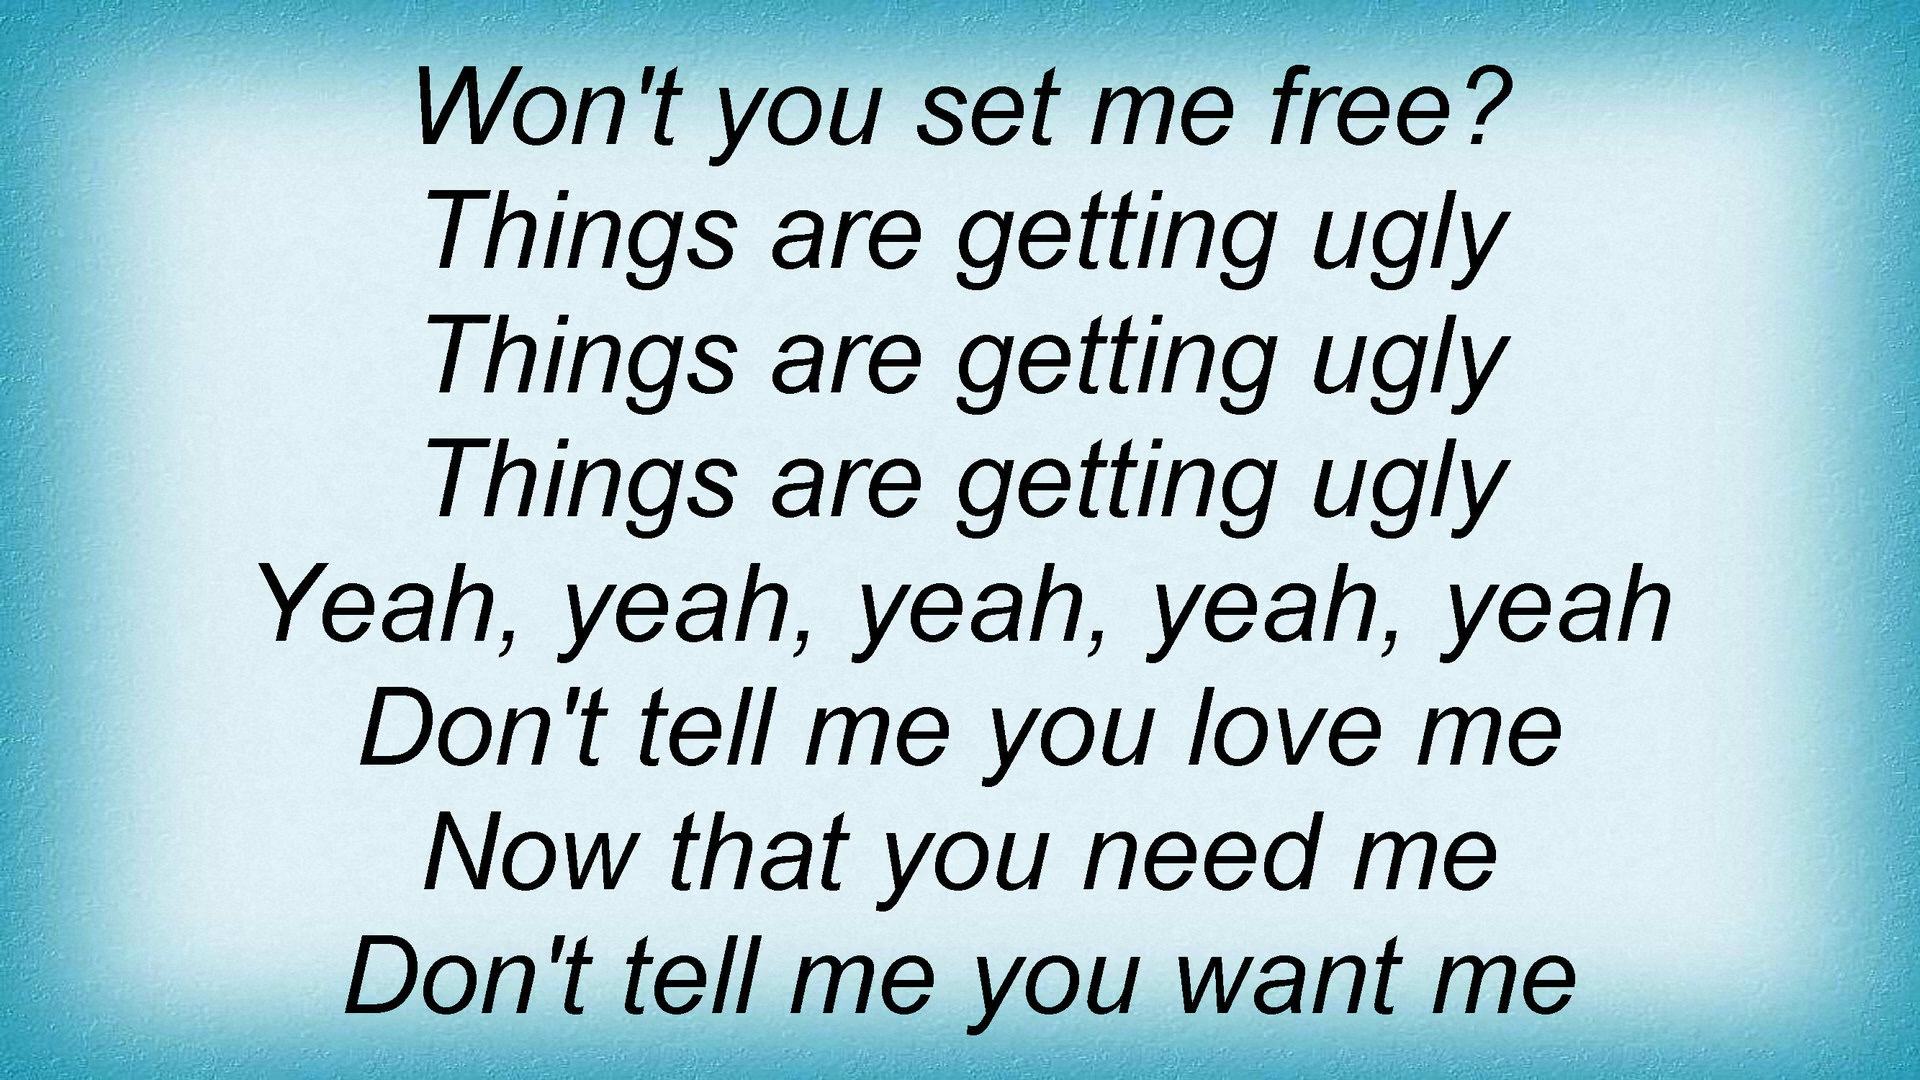 Won't you set me free?
Things are getting ugly
Things are getting ugly
Things are getting ugly
Yeah, yeah, yeah, yeah, yeah
Don't tell me you love me
Now that you need me
Don't tell me you want me